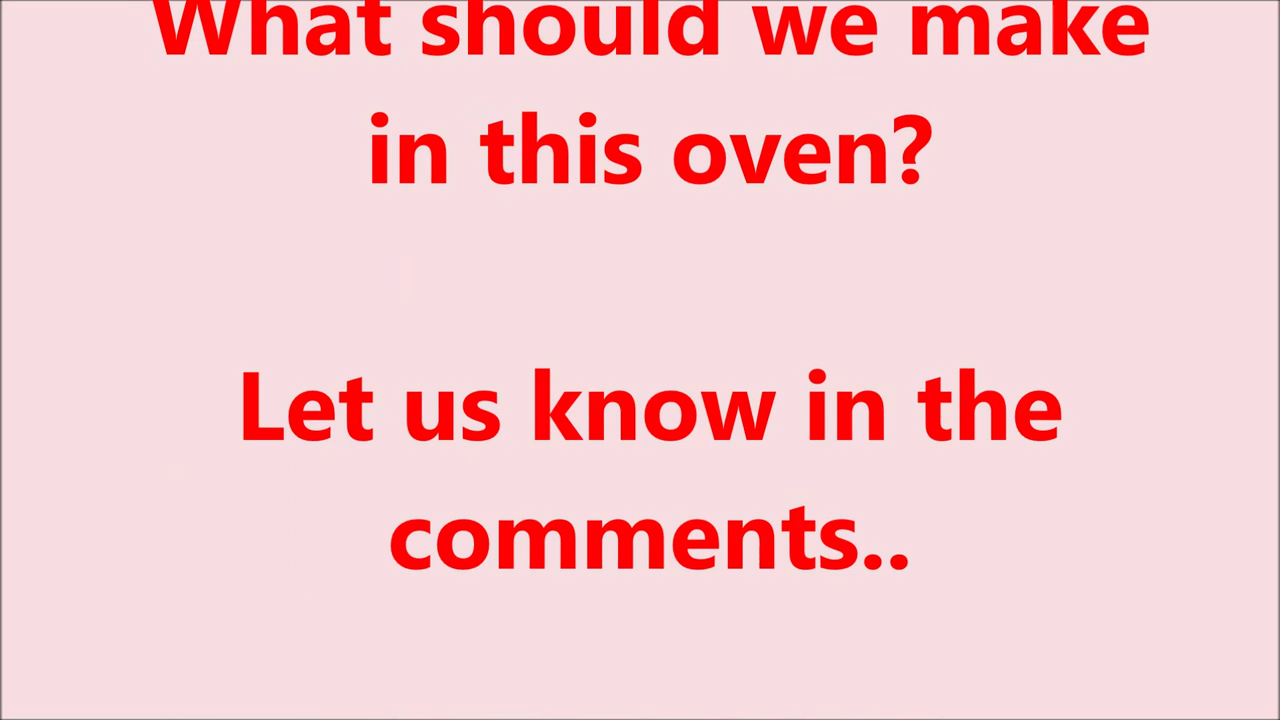 What should we make
in this oven?
Let us know in the
comments..